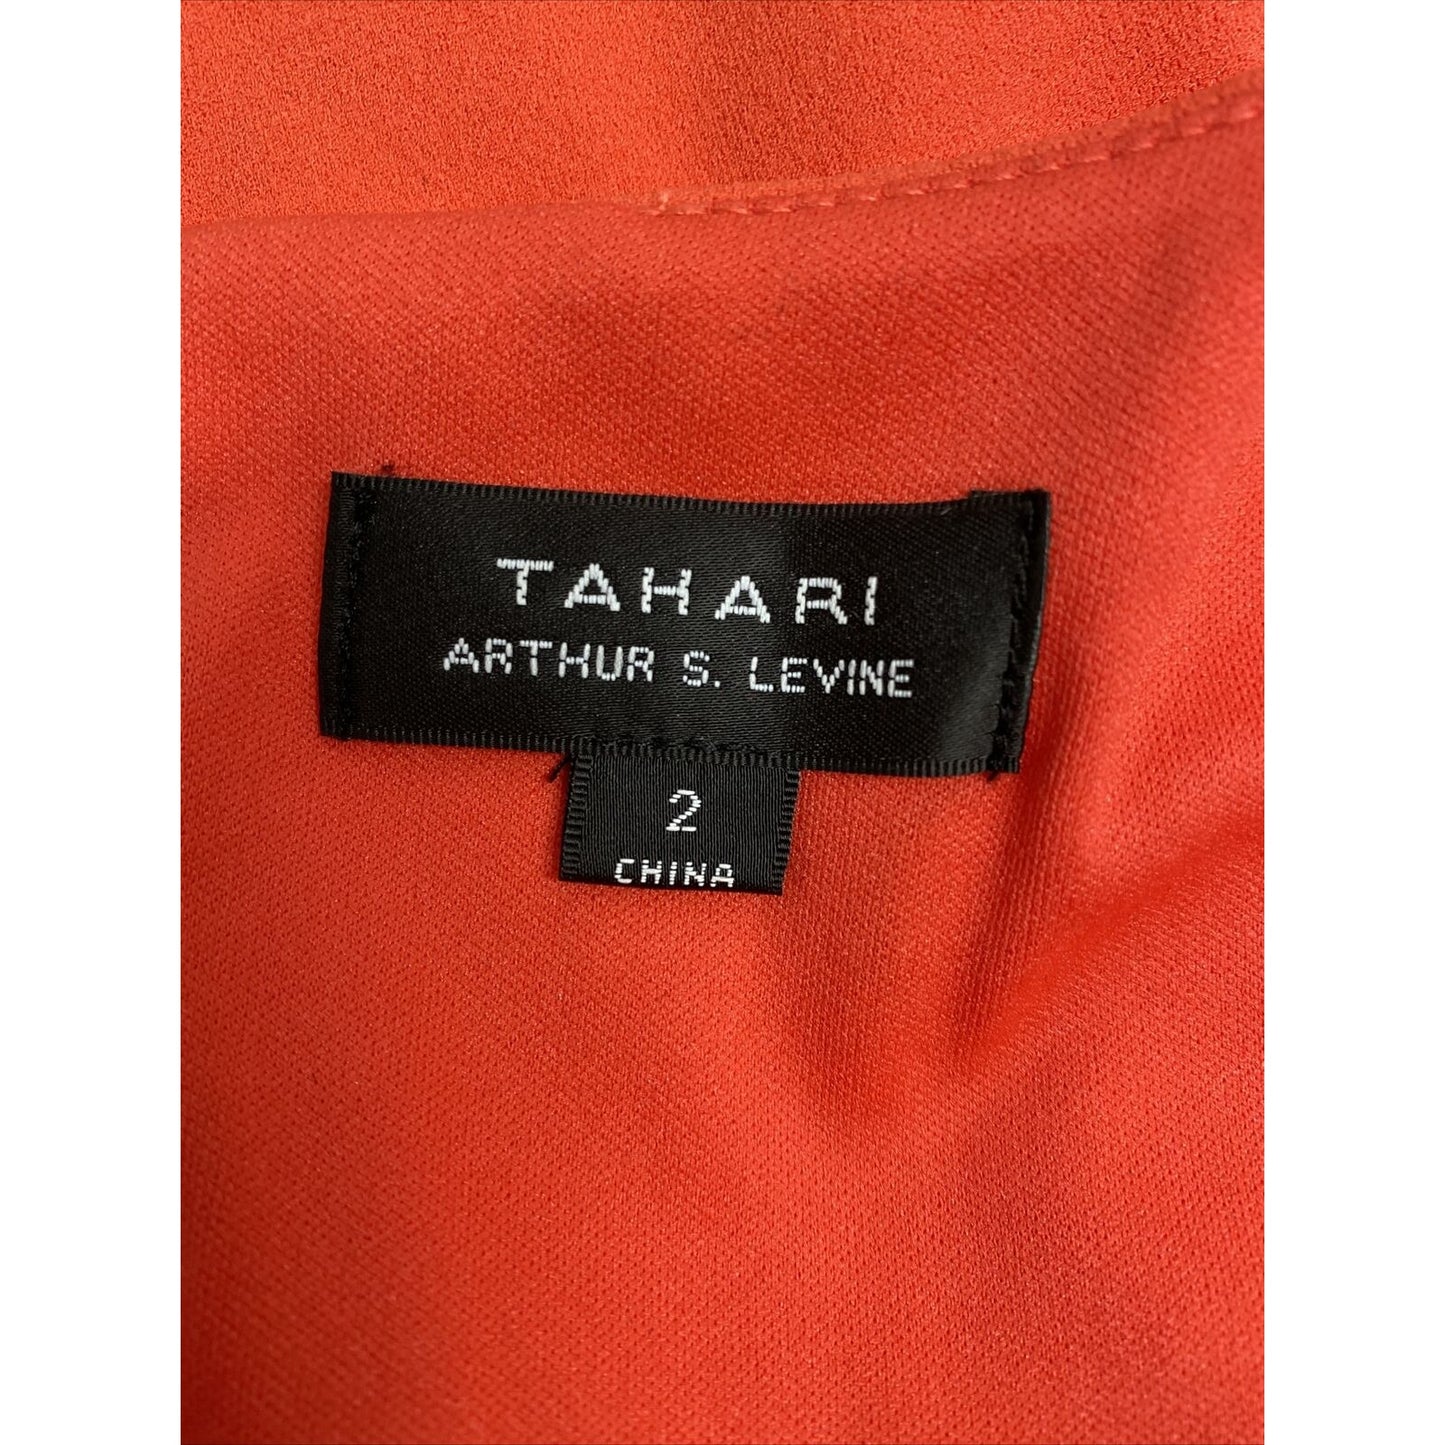 TAHARI
ARTHUR S. LEVINE
2
CHINA